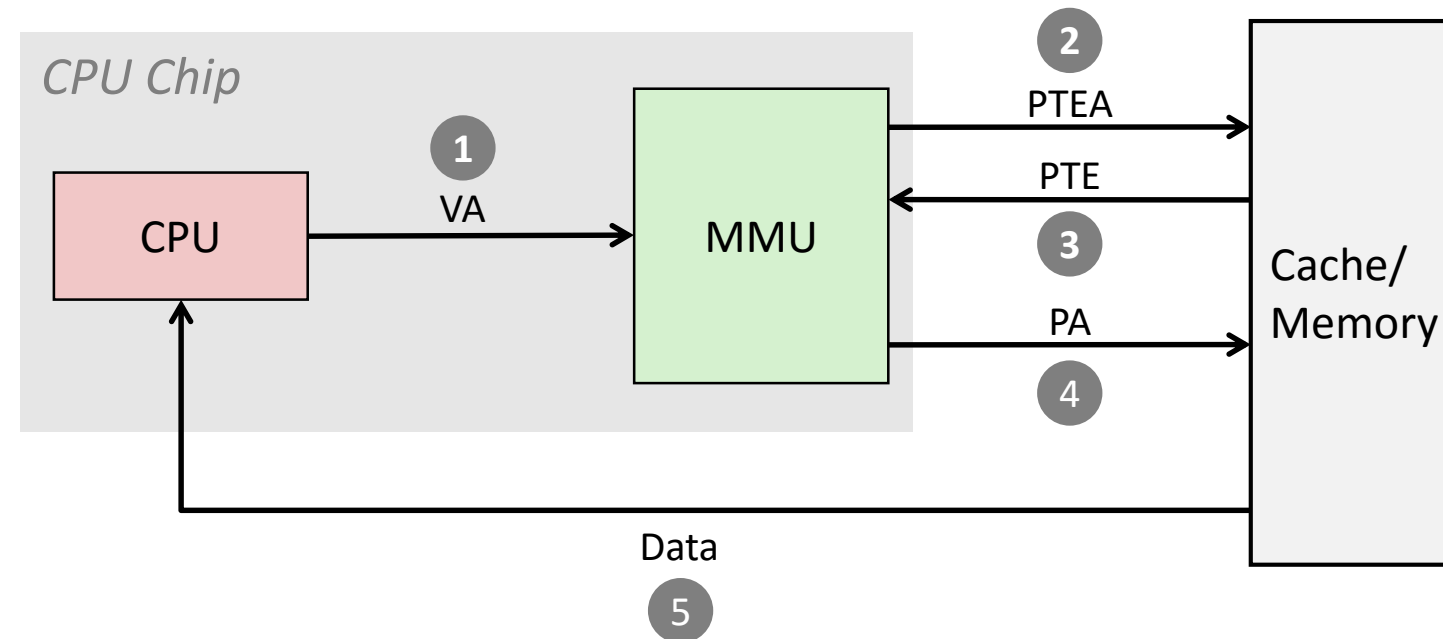 CPU Chip
2
PTEA
1
VA
PTE
CPU
MMU
3
Cache/
Memory
PA
4
Data
5